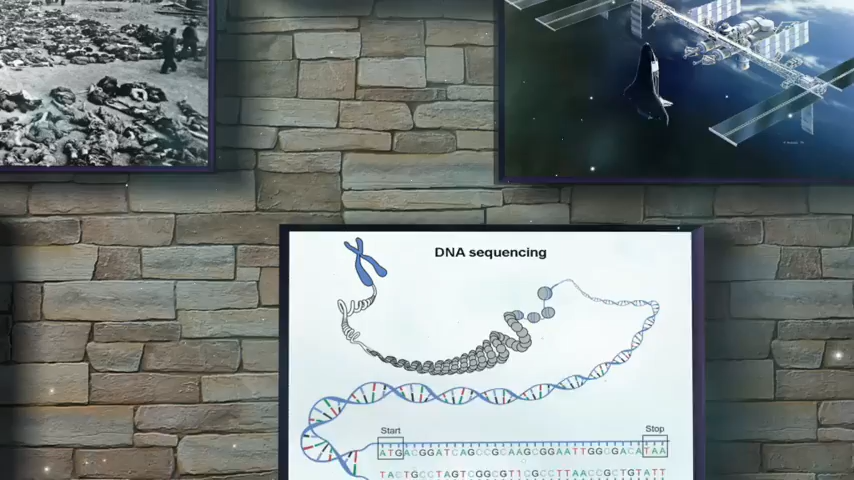 DNA sequencing
Start
Stop
ATGACGGATCAGCCGCAAGCGGAATTGGCGACATAA
TACTGCCTAGTCGGCGTTCGCCTTAACCGCTGTATT